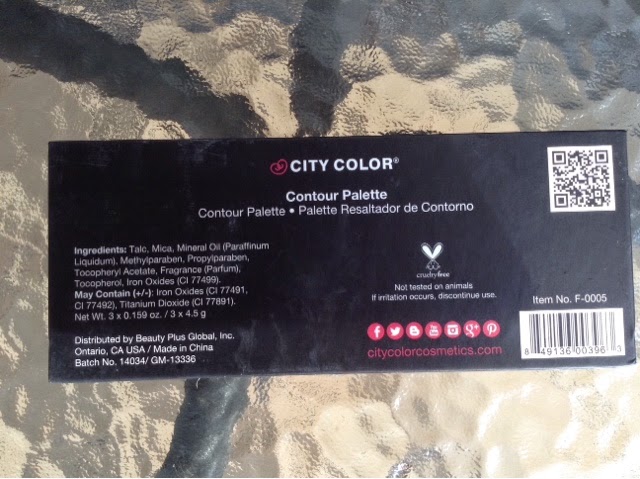 CITY COLOR®
Contour Palette
Contour Palette • Palette Resaltador de Contorno
Ingredients: Talc, Mica, Mineral Oil (Paraffinum
Liquidum), Methylparaben, Propylparaben,
Tocopheryl Acetate, Fragrance (Parfum),
Tocopherol, Iron Oxides (CI 77499).
May Contain (+/-): Iron Oxides (CI 77491,
CI 77492), Titanium Dioxide (CI 77891).
Net Wt. 3 x 0.159 oz. / 3 x 4.5 g
Distributed by Beauty Plus Global, Inc.
Ontario, CA USA / Made in China
Batch No. 14034/ GM-13336
crueltyfree
Not tested on animals
If irritation occurs, discontinue use.
citycolorcosmetics.com
Item No. F-0005
8 49136 00396 3